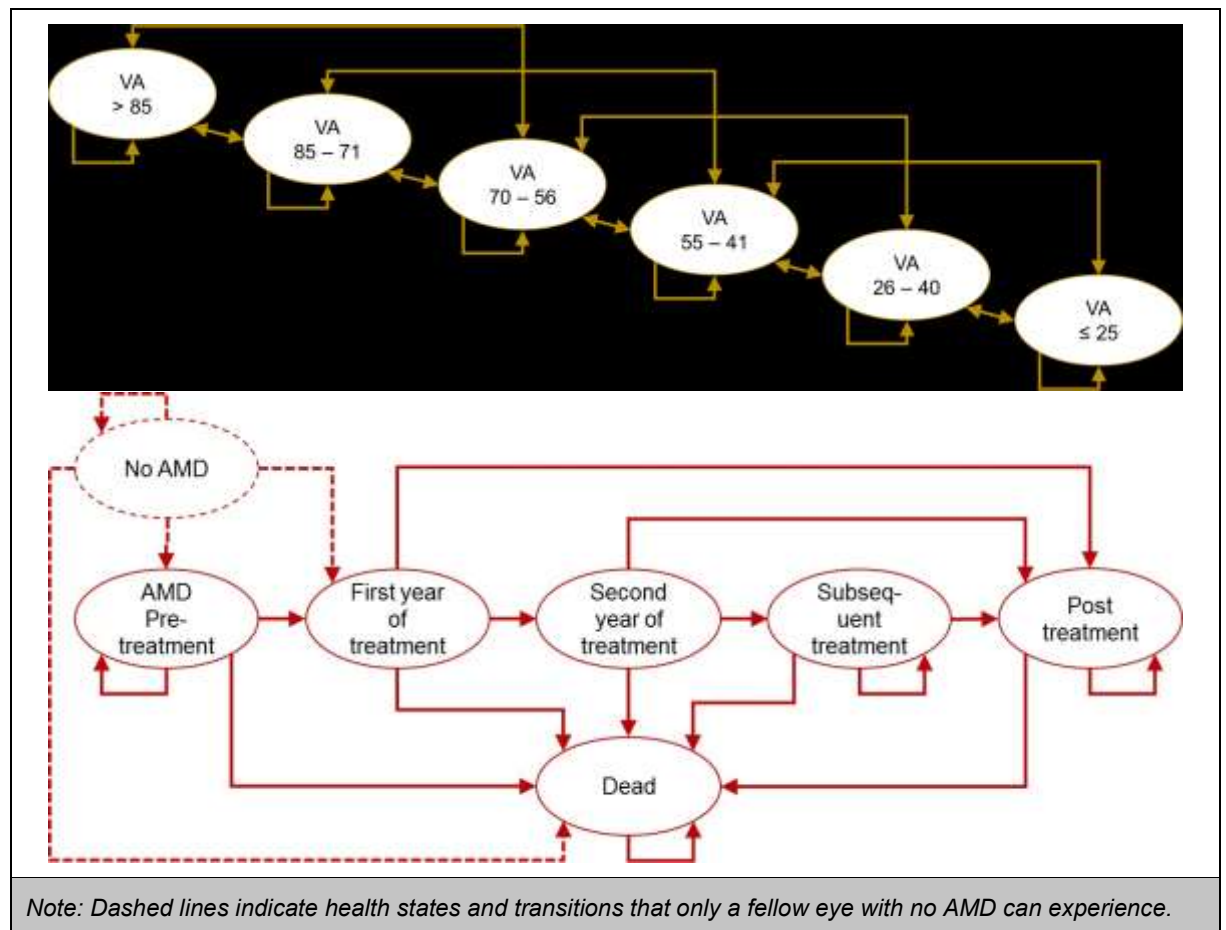 VA
> 85
VA
85 – 71
VA
70 – 56
VA
55 – 41
VA
26 – 40
VA
≤ 25
No AMD
AMD
Pre-
treatment
First year
of
treatment
Second
year of
treatment
Subseq-
uent
treatment
Post
treatment
Dead
Note: Dashed lines indicate health states and transitions that only a fellow eye with no AMD can experience.